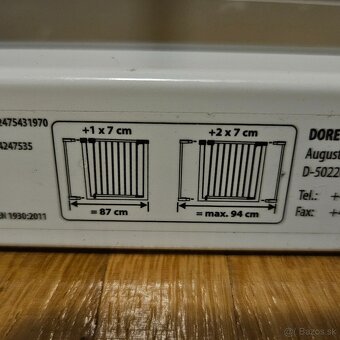 2475431970
4247535
EN 1930:2011
+1 x 7 cm
= 87 cm
+2 x 7 cm
= max. 94 cm
DORE
August
D-5022
Tel.: +
Fax: +
bazos.sk